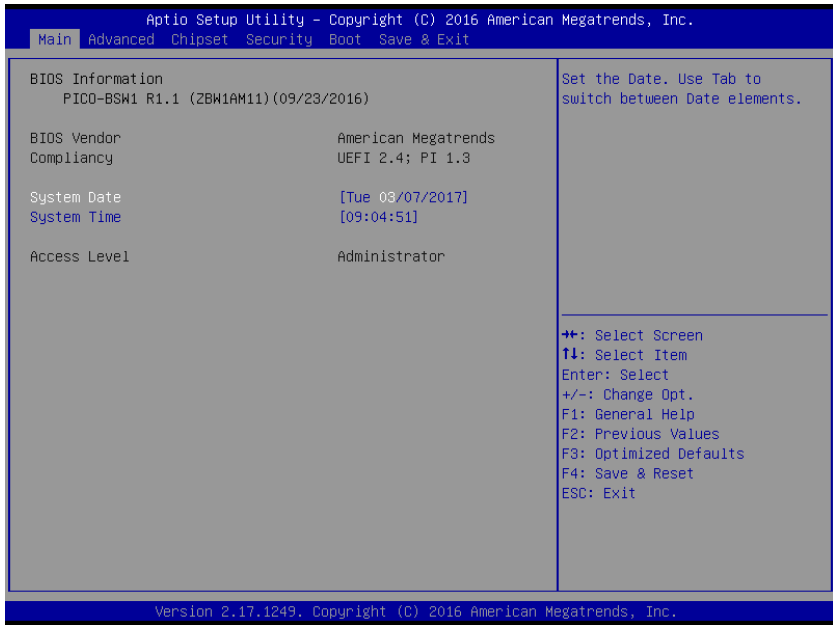 Aptio Setup Utility – Copyright (C) 2016 American Megatrends, Inc.
Main Advanced Chipset Security Boot Save & Exit
BIOS Information
PICO-BSW1 R1.1 (ZBW1AM11)(09/23/2016)
BIOS Vendor American Megatrends
Compliancy UEFI 2.4; PI 1.3
System Date [Tue 03/07/2017]
System Time [09:04:51]
Access Level Administrator
Set the Date. Use Tab to
switch between Date elements.
→←: Select Screen
↑↓: Select Item
Enter: Select
+/–: Change Opt.
F1: General Help
F2: Previous Values
F3: Optimized Defaults
F4: Save & Reset
ESC: Exit
Version 2.17.1249. Copyright (C) 2016 American Megatrends, Inc.